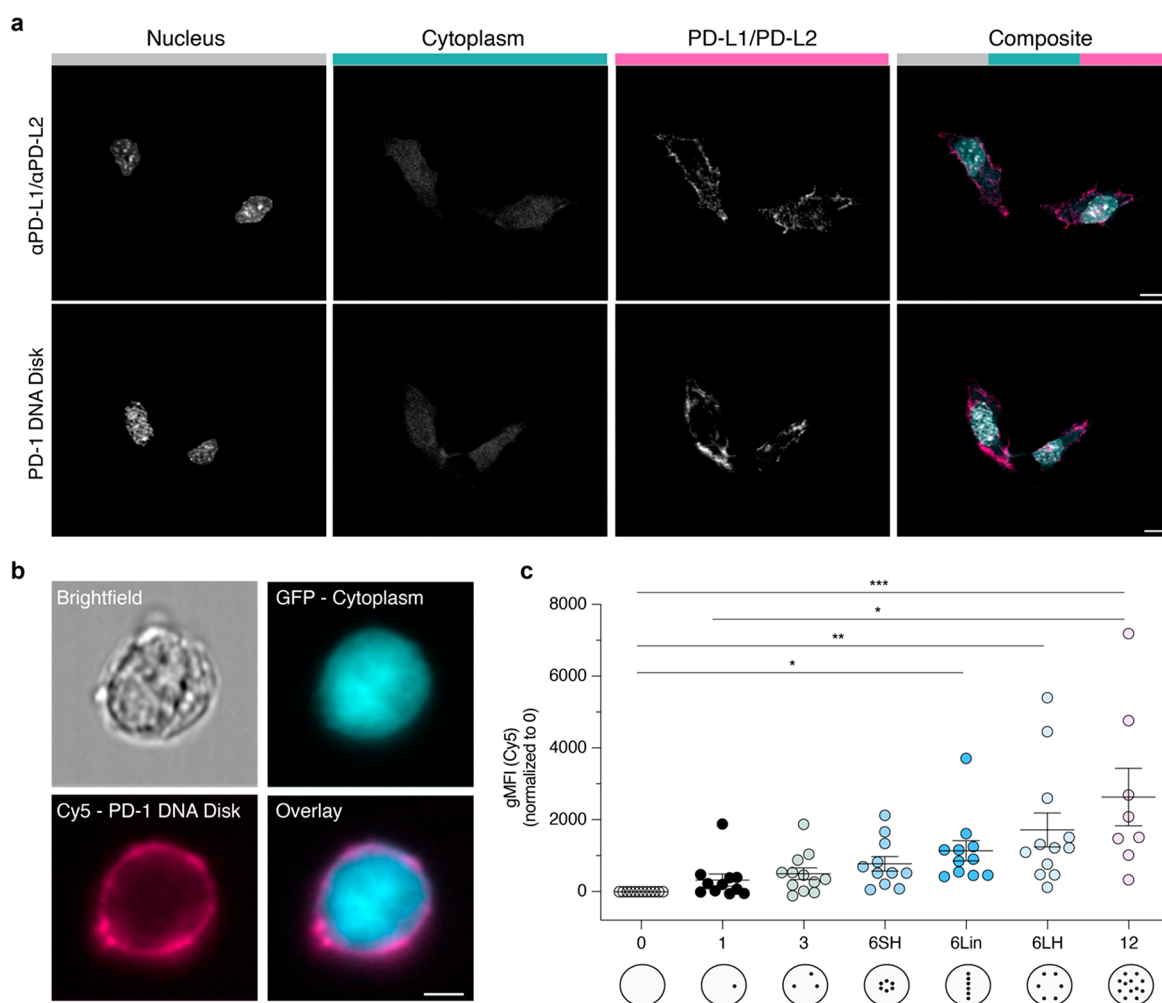 a
Nucleus
Cytoplasm
PD-L1/PD-L2
Composite
αPD-L1/αPD-L2
PD-1 DNA Disk
b
Brightfield
GFP - Cytoplasm
Cy5 - PD-1 DNA Disk
Overlay
c
gMFI (Cy5)
(normalized to 0)
8000
6000
4000
2000
0
***
*
**
*
0 1 3 6SH 6Lin 6LH 12